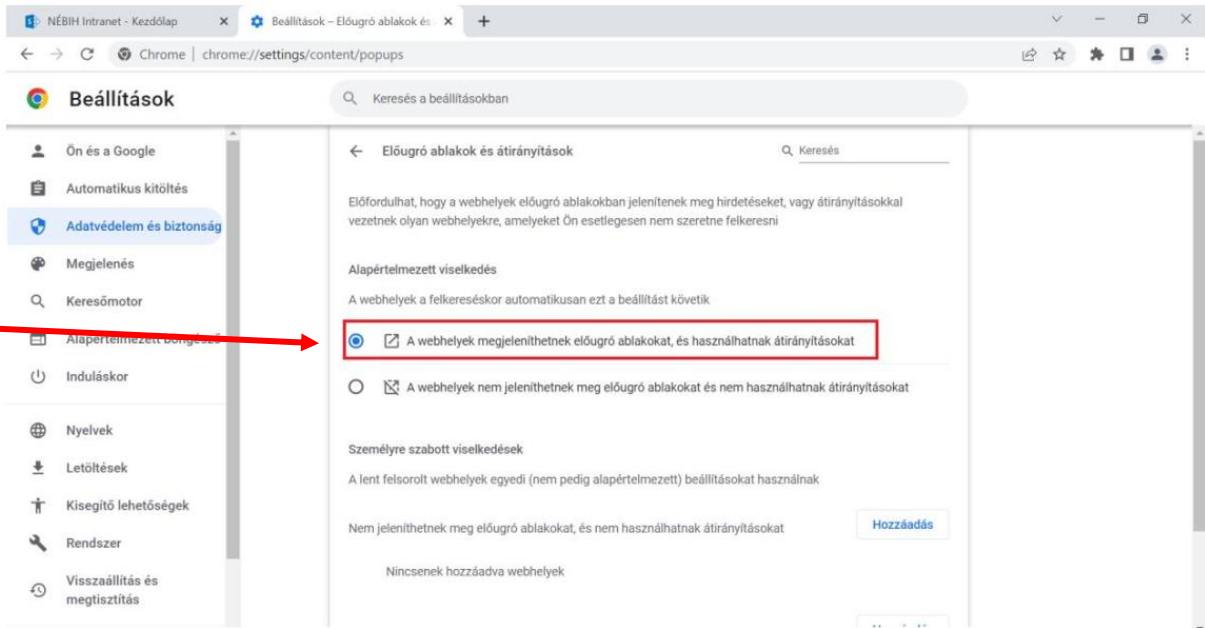 NÉBIH Intranet - Kezdőlap
Beállítások – Előugró ablakok és
Chrome | chrome://settings/content/popups
Beállítások
Keresés a beállításokban
Ön és a Google
Automatikus kitöltés
Adatvédelem és biztonság
Megjelenés
Keresőmotor
Alapértelmezett böngésző
Induláskor
Nyelvek
Letöltések
Kisegítő lehetőségek
Rendszer
Visszaállítás és
megtisztítás
Előugró ablakok és átirányítások
Keresés
Előfordulhat, hogy a webhelyek előugró ablakokban jelenítenek meg hirdetéseket, vagy átirányításokkal
vezetnek olyan webhelyekre, amelyeket Ön esetlegesen nem szeretne felkeresni
Alapértelmezett viselkedés
A webhelyek a felkereséskor automatikusan ezt a beállítást követik
A webhelyek megjeleníthetnek előugró ablakokat, és használhatnak átirányításokat
A webhelyek nem jeleníthetnek meg előugró ablakokat és nem használhatnak átirányításokat
Személyre szabott viselkedések
A lent felsorolt webhelyek egyedi (nem pedig alapértelmezett) beállításokat használnak
Nem jeleníthetnek meg előugró ablakokat, és nem használhatnak átirányításokat
Hozzáadás
Nincsenek hozzáadva webhelyek